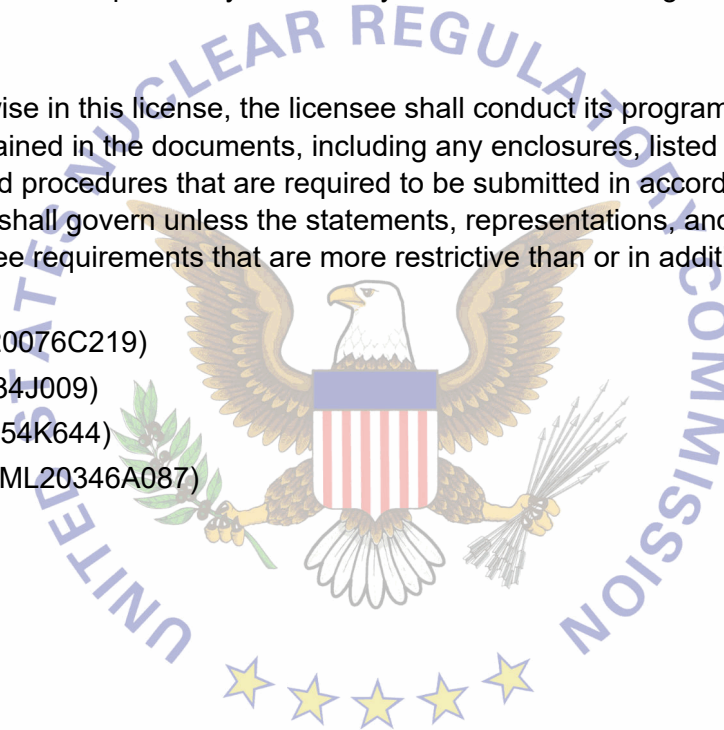 UNITED STATES NUCLEAR REGULATORY COMMISSION
ise in this license, the licensee shall conduct its program
ained in the documents, including any enclosures, listed
d procedures that are required to be submitted in accord
shall govern unless the statements, representations, and
ee requirements that are more restrictive than or in addit
0076C219)
34J009)
54K644)
ML20346A087)